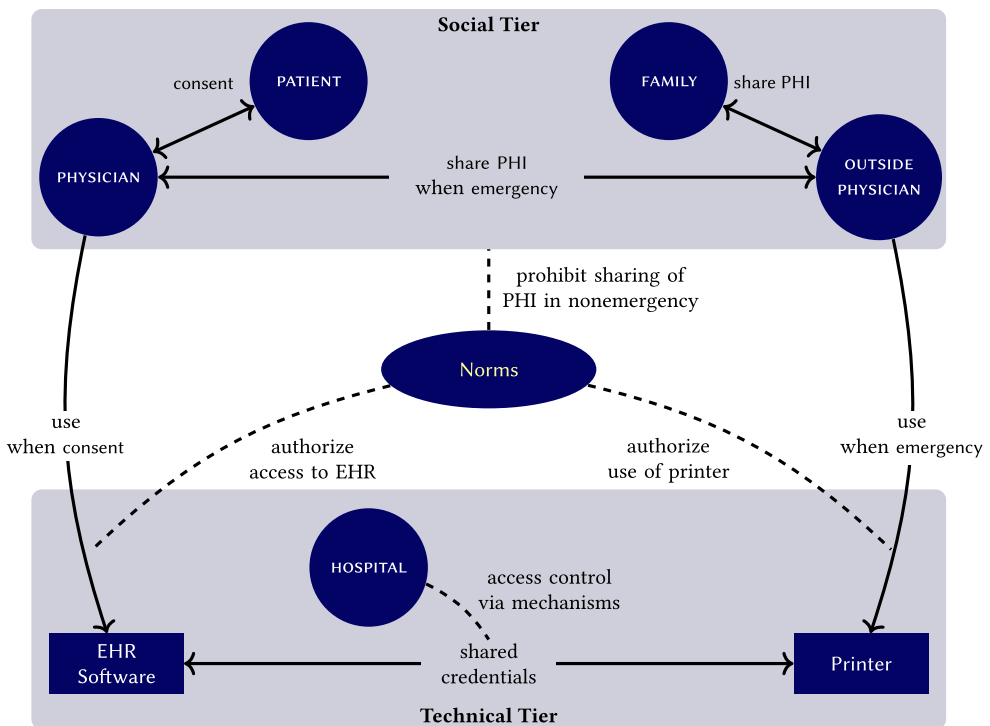 Social Tier
consent
PATIENT
FAMILY
share PHI
PHYSICIAN
share PHI
when emergency
OUTSIDE
PHYSICIAN
prohibit sharing of
PHI in nonemergency
Norms
use
when consent
authorize
access to EHR
authorize
use of printer
use
when emergency
HOSPITAL
access control
via mechanisms
EHR
Software
shared
credentials
Printer
Technical Tier